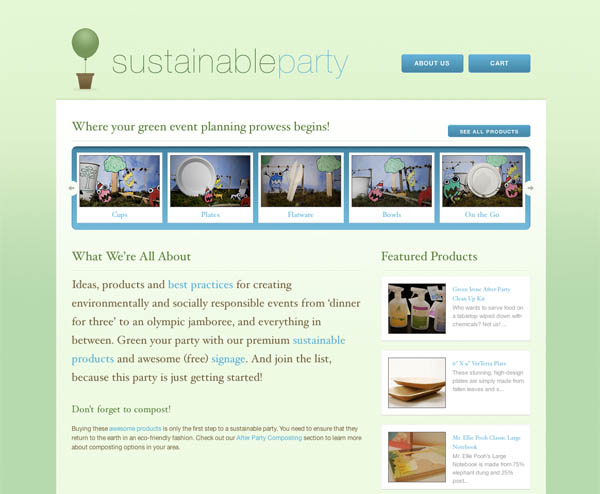 sustainableparty
ABOUT US
CART
Where your green event planning prowess begins!
SEE ALL PRODUCTS
Cups
Plates
Flatware
Bowls
On the Go
What We're All About
Ideas, products and best practices for creating
environmentally and socially responsible events from ‘dinner
for three’ to an olympic jamboree, and everything in
between. Green your party with our premium sustainable
products and awesome (free) signage. And join the list,
because this party is just getting started!
Don't forget to compost!
Buying these awesome products is only the first step to a sustainable party. You need to ensure that they
return to the earth in an eco-friendly fashion. Check out our After Party Composting section to learn more
about composting options in your area.
Featured Products
Green Irene After-Party
Clean Up Kit
Who wants to serve food on
a tabletop wiped down with
chemicals? Not us! ...
6" X 9" VerTerra Plate
These stunning, high-design
plates are simply made from
fallen leaves and s...
Mr. Ellie Pooh Classic Large
Notebook
Mr. Ellie Pooh's Large
Notebook is made from 75%
elephant dung and 25%
post...